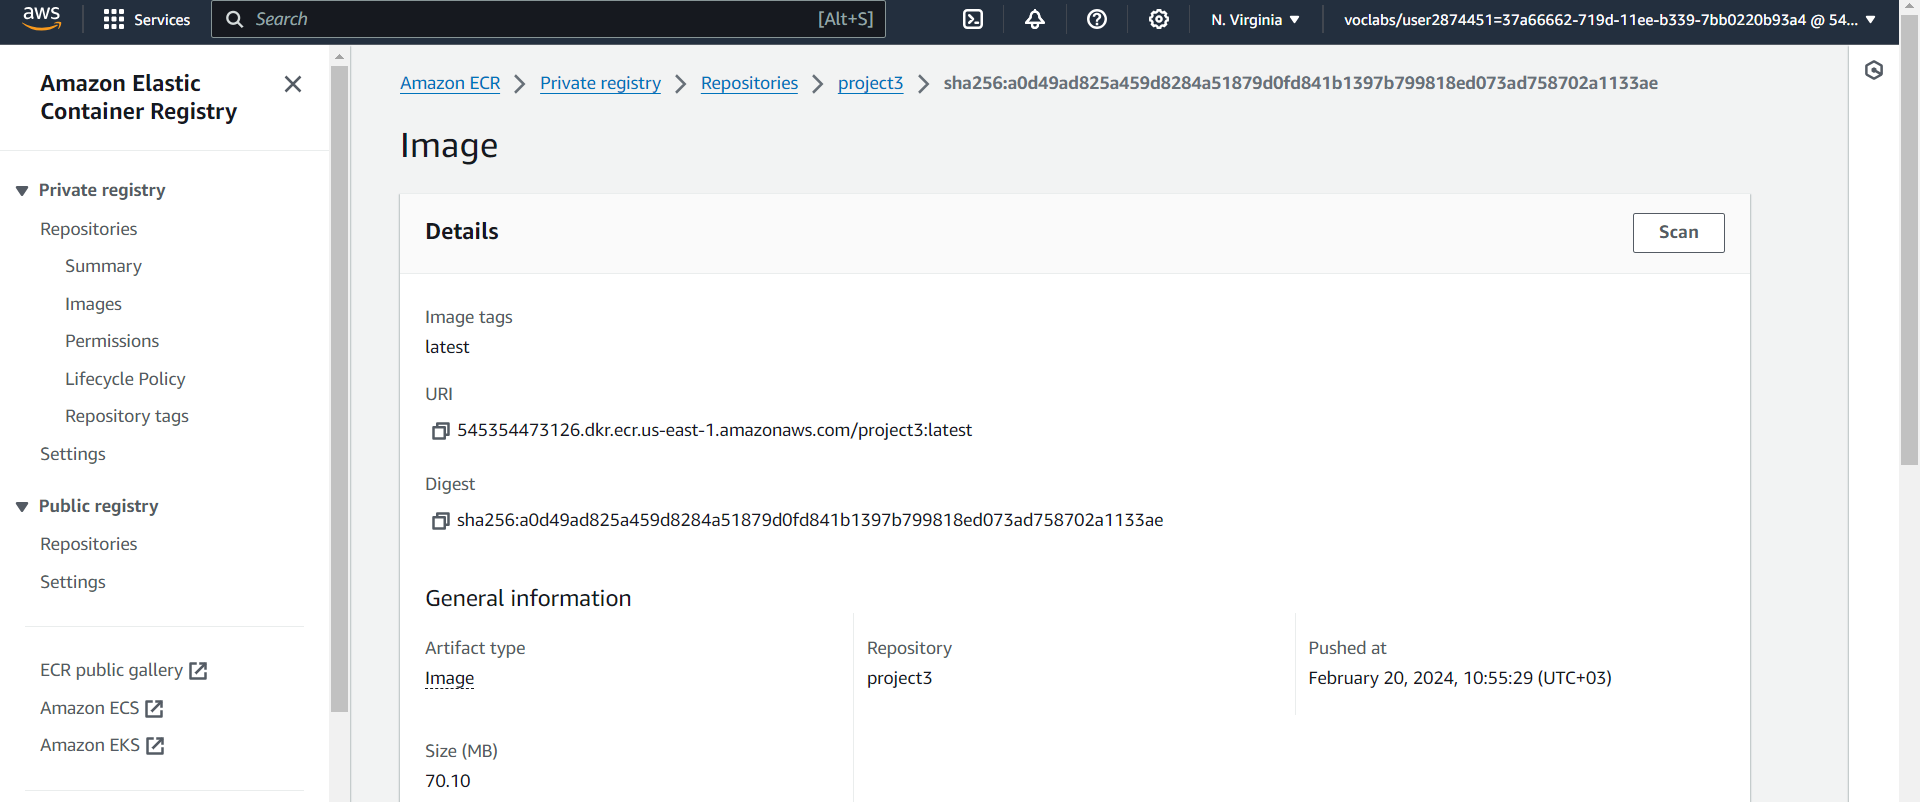 aws
Services
Search
[Alt+S]
N. Virginia
voclabs/user2874451=37a66662-719d-11ee-b339-7bb0220b93a4 @ 54...
Amazon Elastic
Container Registry
Private registry
Repositories
Summary
Images
Permissions
Lifecycle Policy
Repository tags
Settings
Public registry
Repositories
Settings
ECR public gallery
Amazon ECS
Amazon EKS
Amazon ECR > Private registry > Repositories > project3 > sha256:a0d49ad825a459d8284a51879d0fd841b1397b799818ed073ad758702a1133ae
Image
Details
Scan
Image tags
latest
URI
545354473126.dkr.ecr.us-east-1.amazonaws.com/project3:latest
Digest
sha256:a0d49ad825a459d8284a51879d0fd841b1397b799818ed073ad758702a1133ae
General information
Artifact type
Image
Repository
project3
Pushed at
February 20, 2024, 10:55:29 (UTC+03)
Size (MB)
70.10